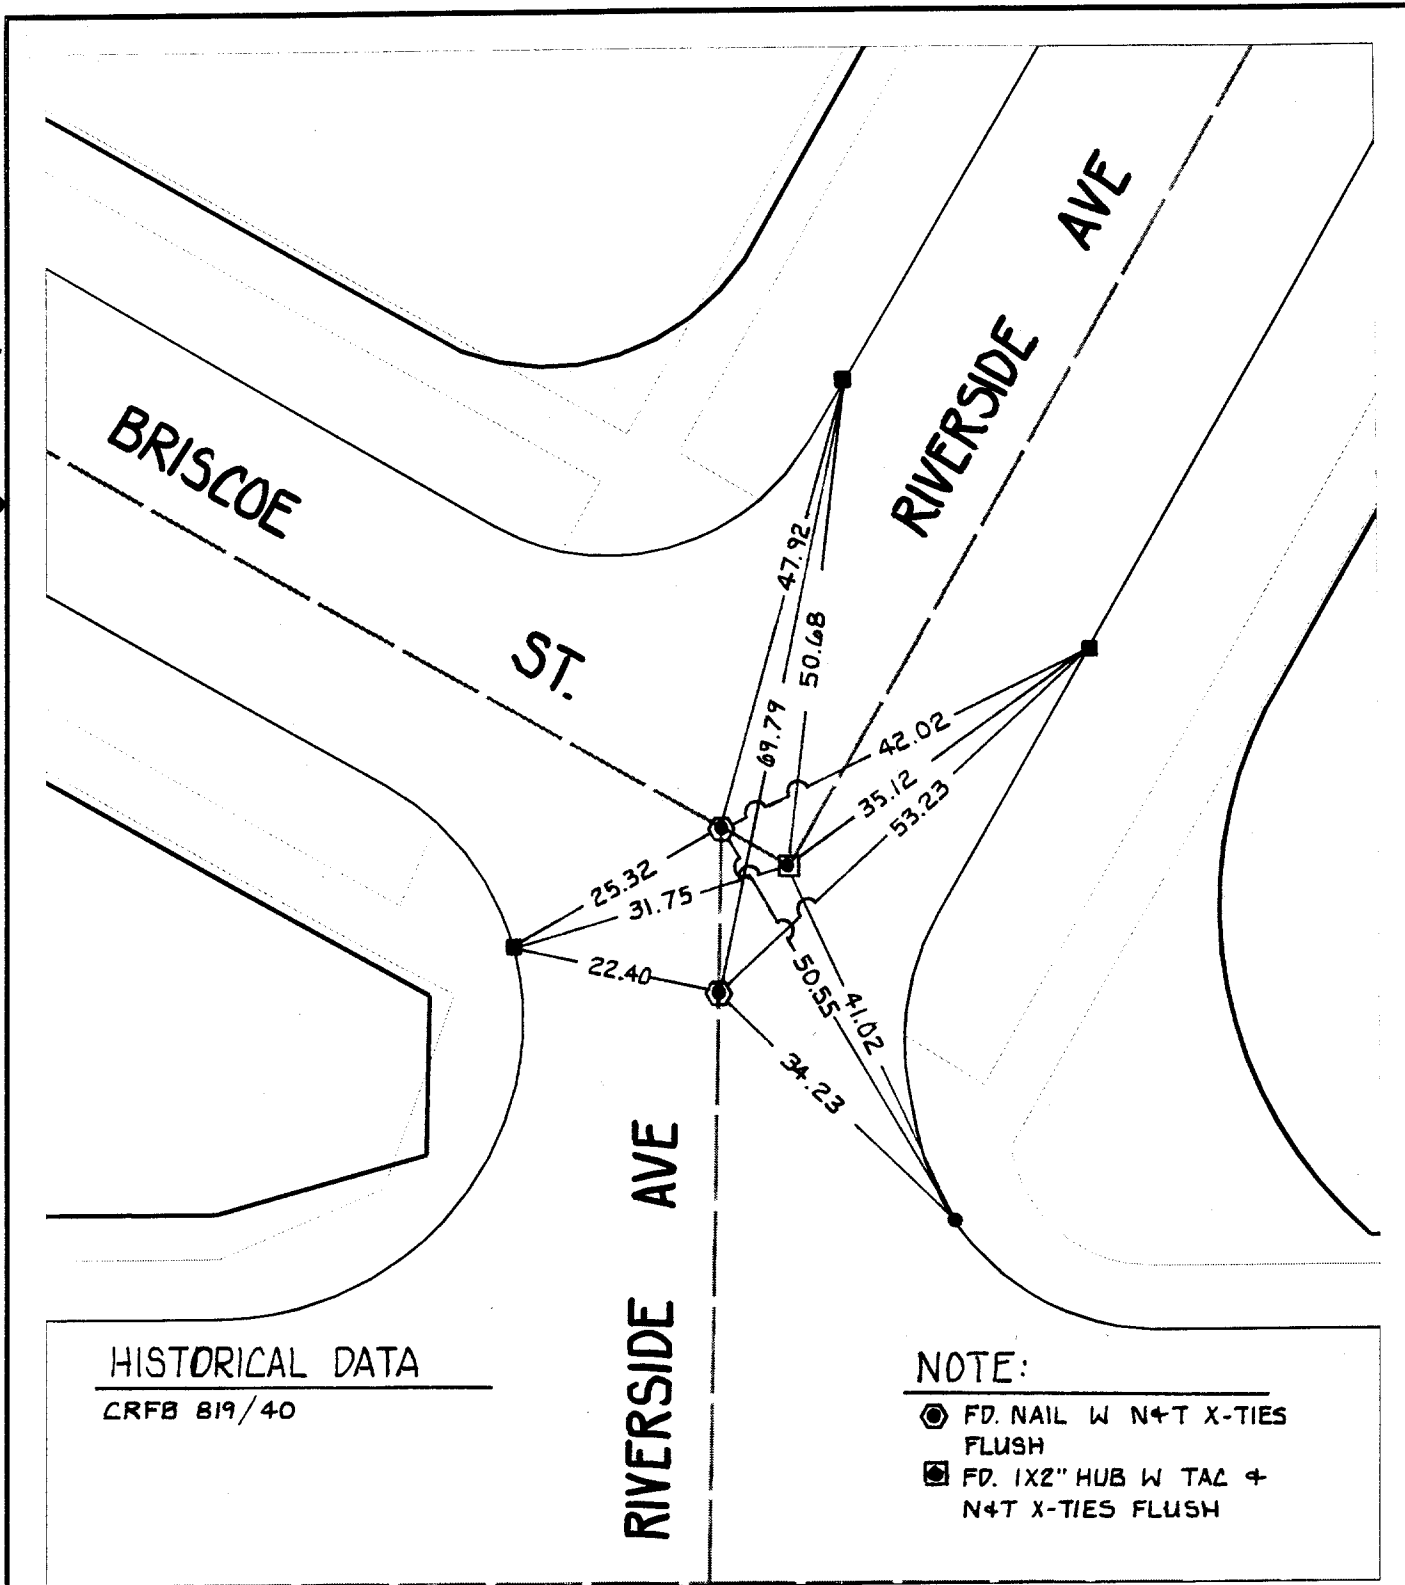 RIVERSIDE AVE
BRISCOE ST.
47.92
50.68
69.79
42.02
35.12
53.23
25.32
31.75
22.40
50.55
41.02
34.23
RIVERSIDE AVE
HISTORICAL DATA
CRFB 819/40
NOTE:
FD. NAIL W N&T X-TIES
FLUSH
FD. 1X2" HUB W TAC &
N&T X-TIES FLUSH